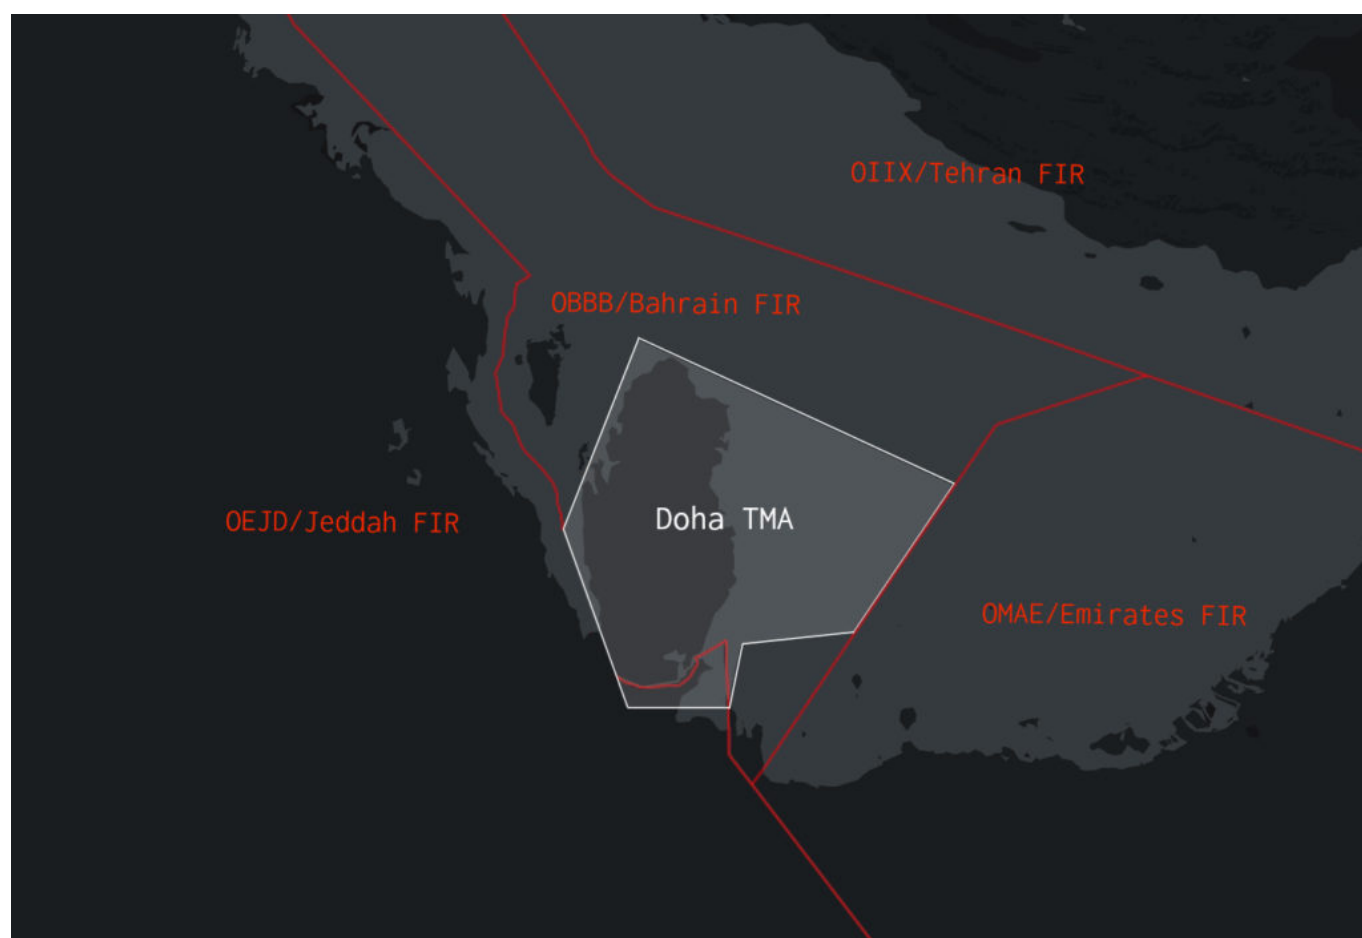 OIIX/Tehran FIR
OBBB/Bahrain FIR
Doha TMA
OEJD/Jeddah FIR
OMAE/Emirates FIR